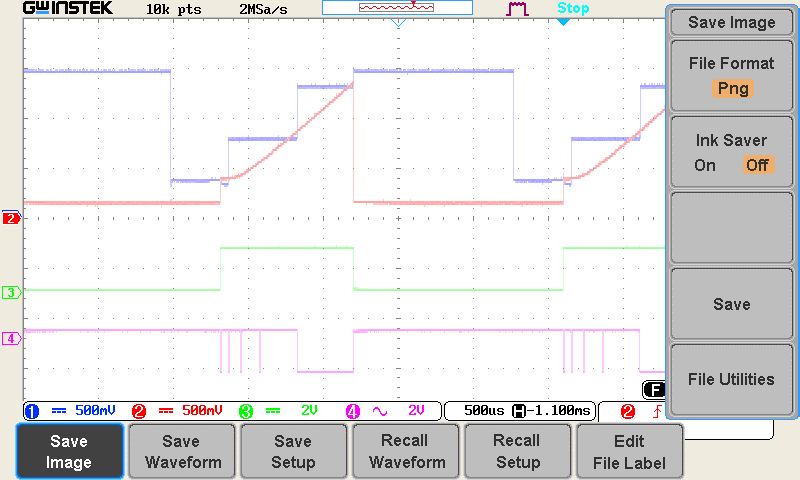 GWINSTEK 10k pts 2MSa/s Stop
Save Image
File Format
Png
Ink Saver
On Off
Save
File Utilities
2
3
4
F
1 500mV 2 500mV 3 2V 4 2V 500us H -1.100ms 2
Save
Image
Save
Waveform
Save
Setup
Recall
Waveform
Recall
Setup
Edit
File Label